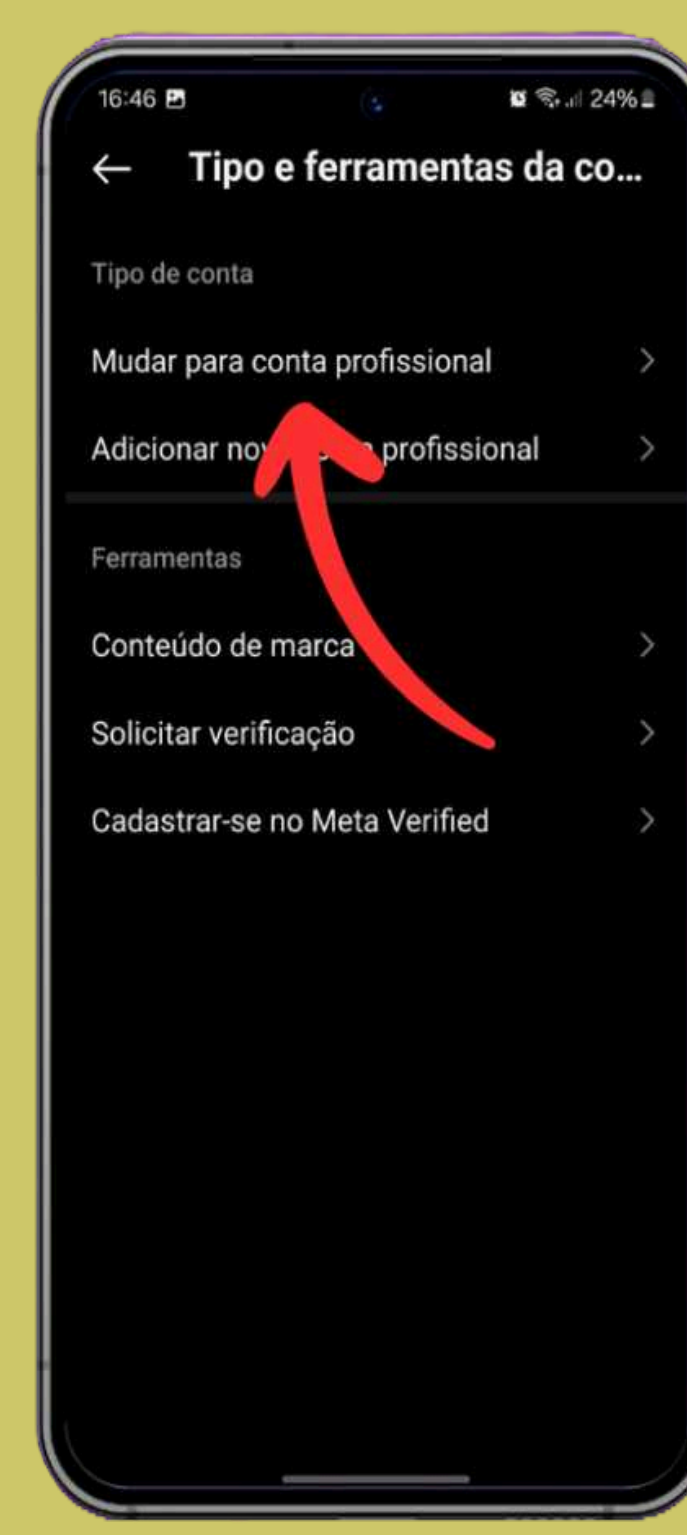 16:46
24%
Tipo e ferramentas da co...
Tipo de conta
Mudar para conta profissional
Adicionar profissional
Ferramentas
Conteúdo de marca
Solicitar verificação
Cadastrar-se no Meta Verified